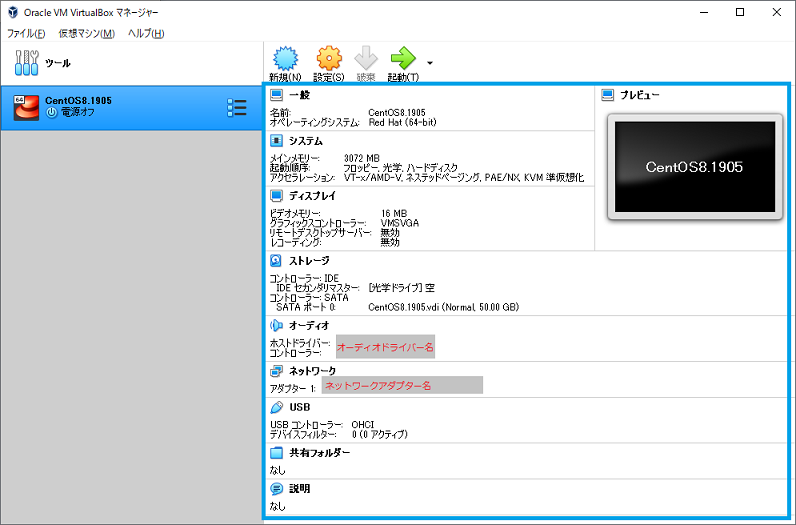 Oracle VM VirtualBox マネージャー
ファイル(F) 仮想マシン(M) ヘルプ(H)
ツール
新規(N) 設定(S) 破棄 起動(T)
64
CentOS8.1905
電源オフ
一般
名前: CentOS8.1905
オペレーティングシステム: Red Hat (64-bit)
プレビュー
CentOS8.1905
システム
メインメモリー: 3072 MB
起動順序: フロッピー, 光学, ハードディスク
アクセラレーション: VT-x/AMD-V, ネステッドページング, PAE/NX, KVM 準仮想化
ディスプレイ
ビデオメモリー: 16 MB
グラフィックスコントローラー: VMSVGA
リモートデスクトップサーバー: 無効
レコーディング: 無効
ストレージ
コントローラー: IDE
IDE セカンダリマスター: [光学ドライブ] 空
コントローラー: SATA
SATA ポート 0: CentOS8.1905.vdi (Normal, 50.00 GB)
オーディオ
ホストドライバー: オーディオドライバー名
コントローラー:
ネットワーク
アダプター 1: ネットワークアダプター名
USB
USB コントローラー: OHCI
デバイスフィルター: 0 (0 アクティブ)
共有フォルダー
なし
説明
なし